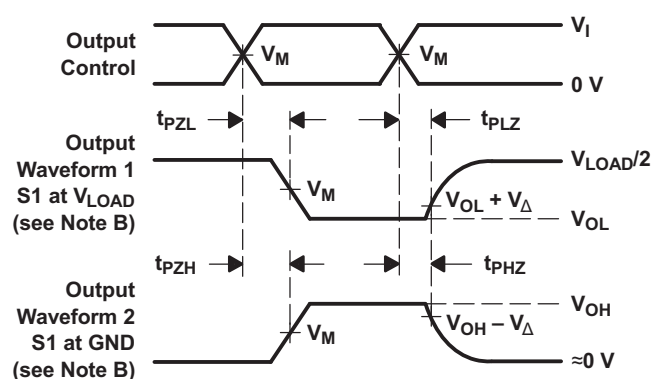 Output
Control
V_M
V_M
V_I
0 V
t_PZL
t_PLZ
Output
Waveform 1
S1 at V_LOAD
(see Note B)
V_M
V_LOAD/2
V_OL + V_Δ
V_OL
t_PZH
t_PHZ
Output
Waveform 2
S1 at GND
(see Note B)
V_M
V_OH
V_OH − V_Δ
≈0 V